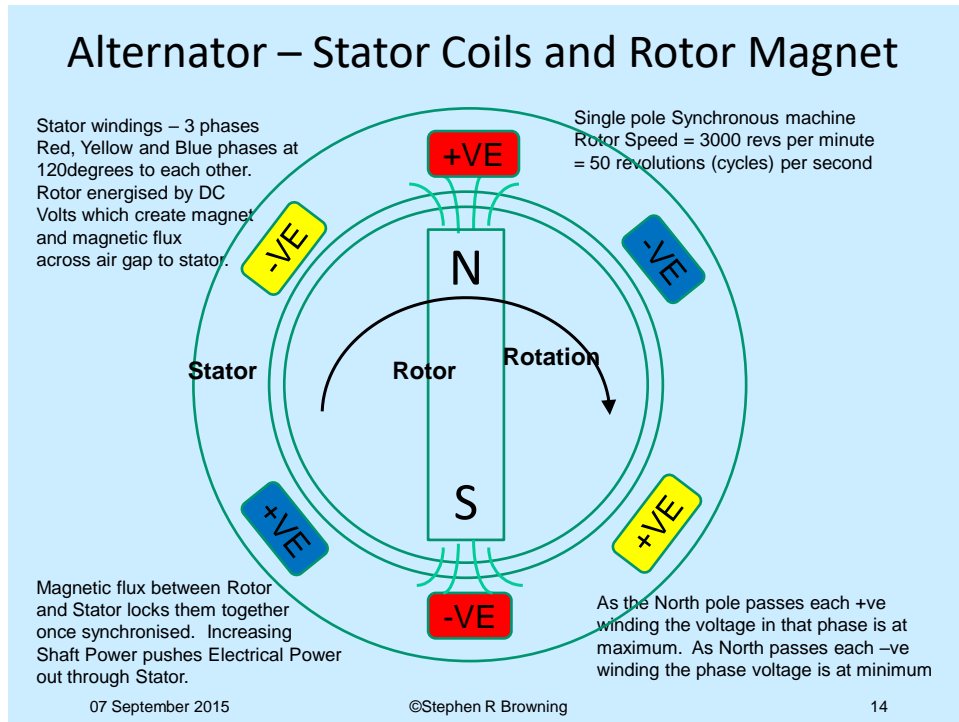 Alternator – Stator Coils and Rotor Magnet
Stator windings – 3 phases
Red, Yellow and Blue phases at
120degrees to each other.
Rotor energised by DC
Volts which create magnet
and magnetic flux
across air gap to stator.
Single pole Synchronous machine
Rotor Speed = 3000 revs per minute
= 50 revolutions (cycles) per second
+VE
-VE
-VE
N
Stator
Rotor
Rotation
S
+VE
+VE
-VE
Magnetic flux between Rotor
and Stator locks them together
once synchronised. Increasing
Shaft Power pushes Electrical Power
out through Stator.
As the North pole passes each +ve
winding the voltage in that phase is at
maximum. As North passes each –ve
winding the phase voltage is at minimum
07 September 2015
©Stephen R Browning
14